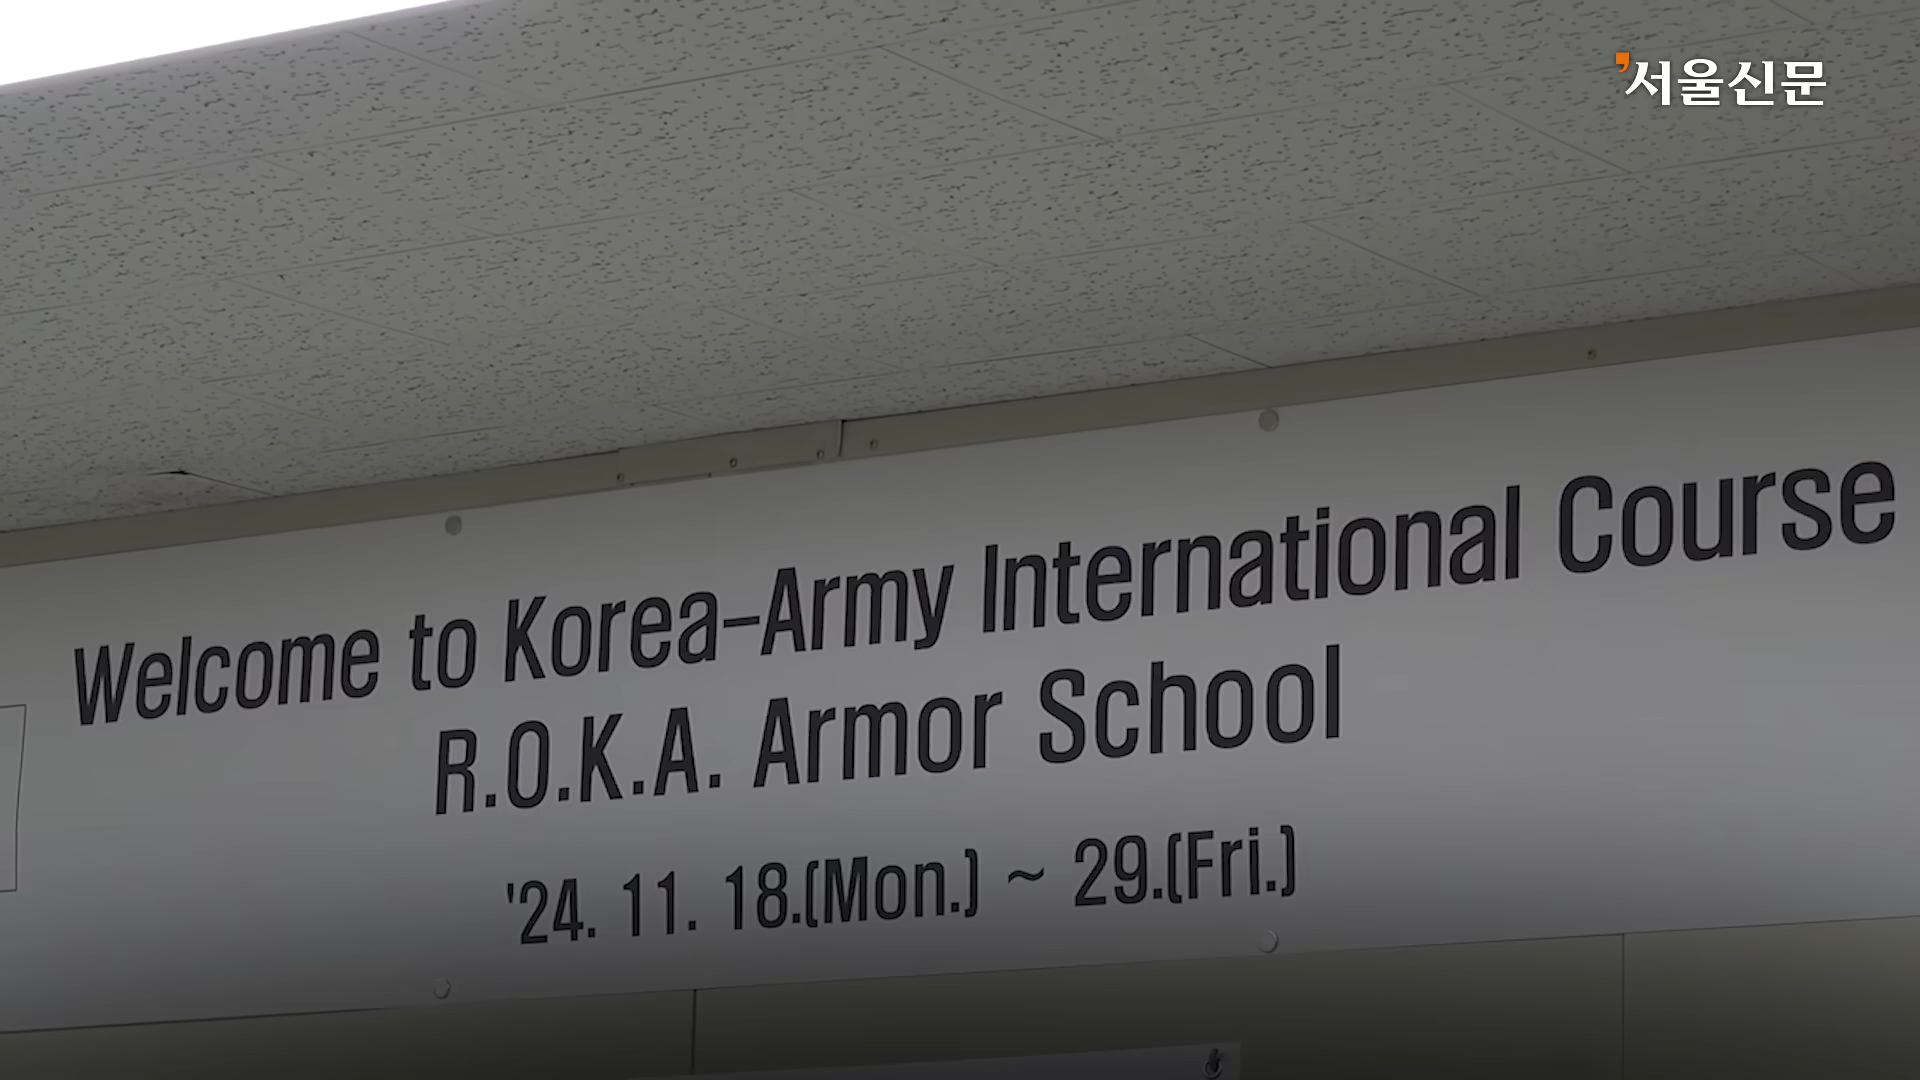 서울신문
Welcome to Korea-Army International Course
R.O.K.A. Armor School
'24. 11. 18.(Mon.) ~ 29.(Fri.)